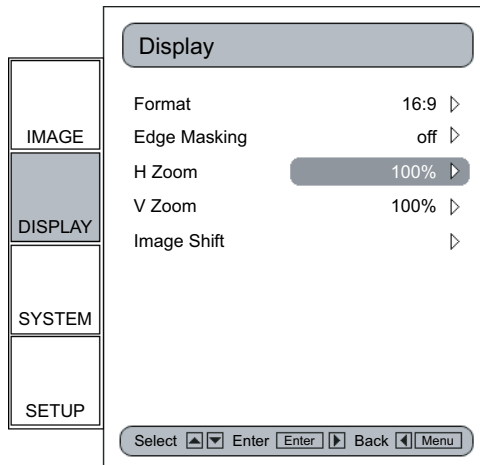 Display
IMAGE
DISPLAY
SYSTEM
SETUP
Format 16:9
Edge Masking off
H Zoom 100%
V Zoom 100%
Image Shift
Select Enter Enter Back Menu